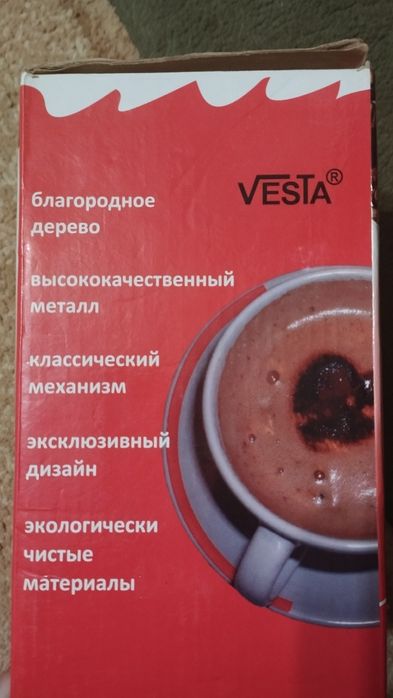 VESTA®
благородное
дерево
высококачественный
металл
классический
механизм
эксклюзивный
дизайн
экологически
чистые
материалы